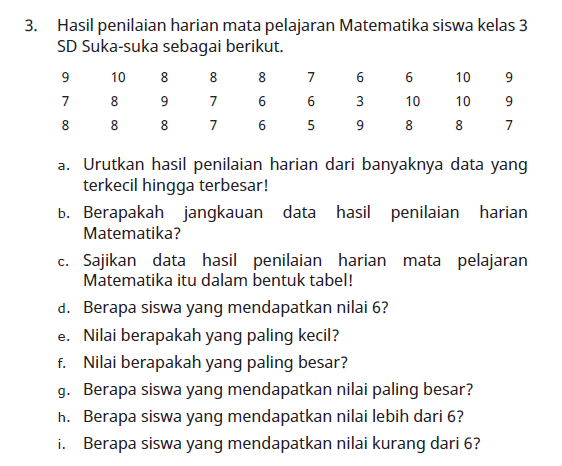 3. Hasil penilaian harian mata pelajaran Matematika siswa kelas 3
SD Suka-suka sebagai berikut.
9 10 8 8 8 7 6 6 10 9
7 8 9 7 6 6 3 10 10 9
8 8 8 7 6 5 9 8 8 7
a. Urutkan hasil penilaian harian dari banyaknya data yang
terkecil hingga terbesar!
b. Berapakah jangkauan data hasil penilaian harian
Matematika?
c. Sajikan data hasil penilaian harian mata pelajaran
Matematika itu dalam bentuk tabel!
d. Berapa siswa yang mendapatkan nilai 6?
e. Nilai berapakah yang paling kecil?
f. Nilai berapakah yang paling besar?
g. Berapa siswa yang mendapatkan nilai paling besar?
h. Berapa siswa yang mendapatkan nilai lebih dari 6?
i. Berapa siswa yang mendapatkan nilai kurang dari 6?